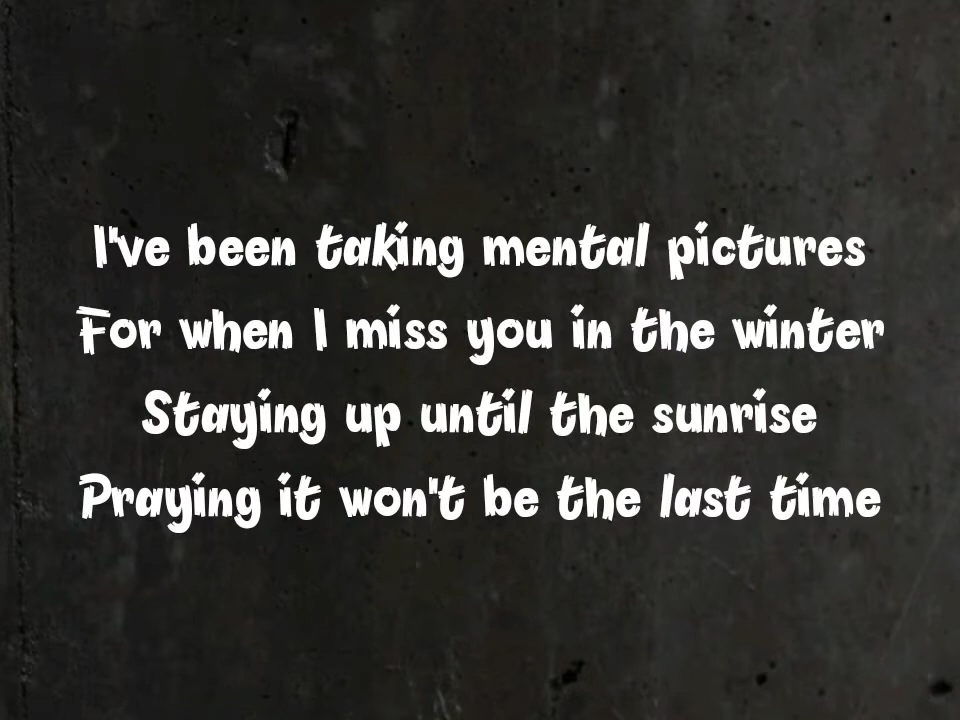 I've been taking mental pictures
For when I miss you in the winter
Staying up until the sunrise
Praying it won't be the last time